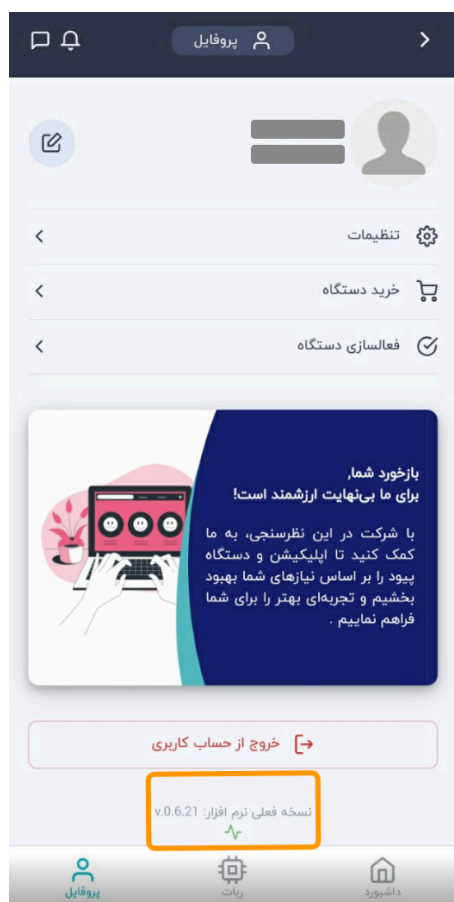 پروفایل
تنظیمات
خرید دستگاه
فعالسازی دستگاه
بازخورد شما,
برای ما بی‌نهایت ارزشمند است!
با شرکت در این نظرسنجی، به ما
کمک کنید تا اپلیکیشن و دستگاه
پیود را بر اساس نیازهای شما بهبود
بخشیم و تجربه‌ای بهتر را برای شما
فراهم نماییم .
خروج از حساب کاربری
نسخه فعلی نرم افزار: v.0.6.21
داشبورد
ربات
پروفایل